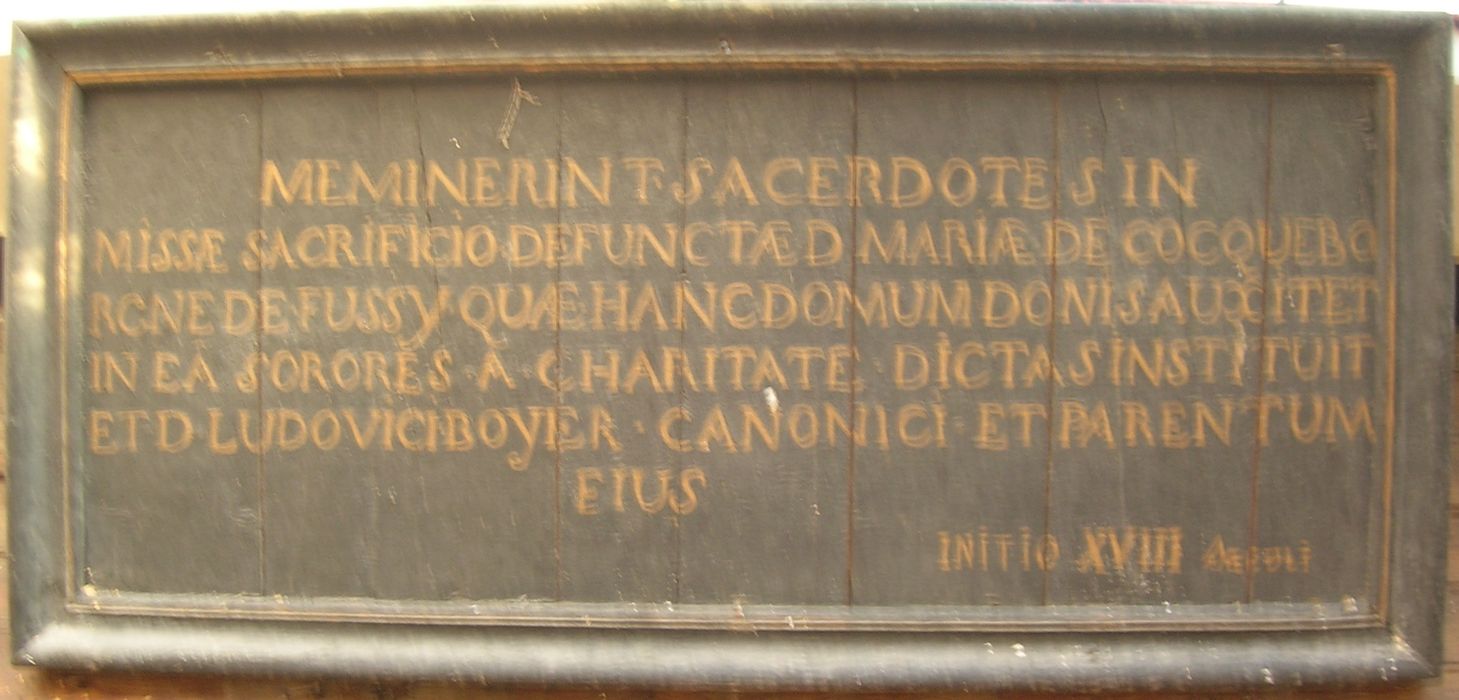 MEMINERINT·SACERDOTES IN
MISSÆ SACRIFICIO·DEFUNCTÆ D MARIÆ DE COCQUEBO
RGNE DE FUSSY·QUÆ HANC DOMUM DONIS AUXIT ET
IN EA SORORES·A·CHARITATE·DICTAS INSTITUIT
ET D·LUDOVICI·BOYER·CANONICI·ET PARENTUM
EIUS
INITIO XVIII